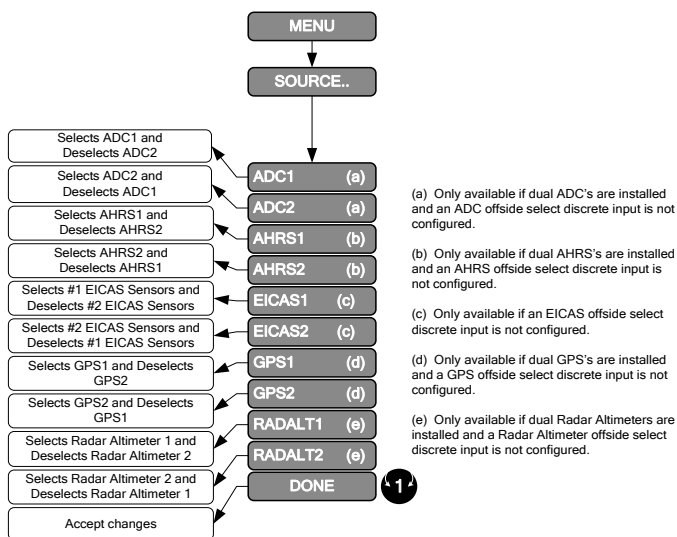 MENU
SOURCE..
Selects ADC1 and
Deselects ADC2
Selects ADC2 and
Deselects ADC1
Selects AHRS1 and
Deselects AHRS2
Selects AHRS2 and
Deselects AHRS1
Selects #1 EICAS Sensors and
Deselects #2 EICAS Sensors
Selects #2 EICAS Sensors and
Deselects #1 EICAS Sensors
Selects GPS1 and Deselects
GPS2
Selects GPS2 and Deselects
GPS1
Selects Radar Altimeter 1 and
Deselects Radar Altimeter 2
Selects Radar Altimeter 2 and
Deselects Radar Altimeter 1
Accept changes
ADC1 (a)
ADC2 (a)
AHRS1 (b)
AHRS2 (b)
EICAS1 (c)
EICAS2 (c)
GPS1 (d)
GPS2 (d)
RADALT1 (e)
RADALT2 (e)
DONE
1
(a) Only available if dual ADC's are installed
and an ADC offside select discrete input is not
configured.
(b) Only available if dual AHRS's are installed
and an AHRS offside select discrete input is
not configured.
(c) Only available if an EICAS offside select
discrete input is not configured.
(d) Only available if dual GPS's are installed
and a GPS offside select discrete input is not
configured.
(e) Only available if dual Radar Altimeters are
installed and a Radar Altimeter offside select
discrete input is not configured.